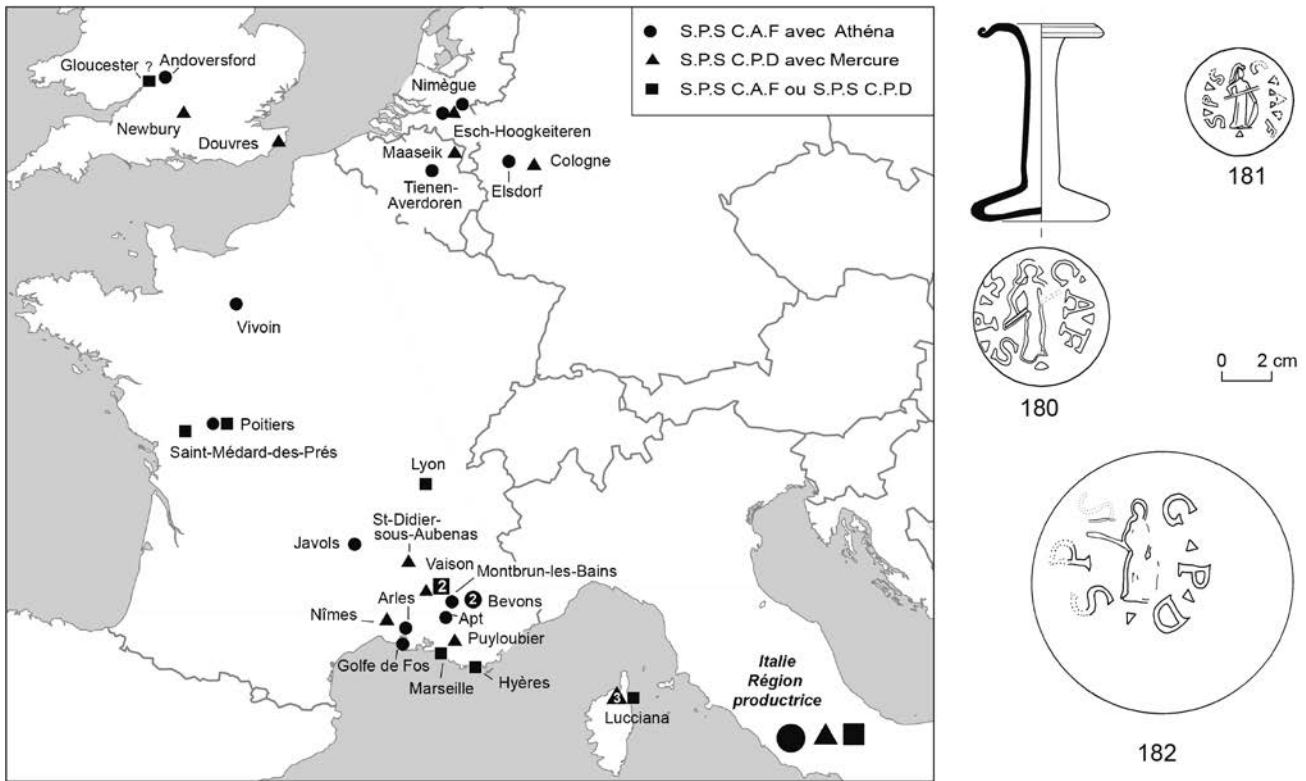 S.P.S C.A.F avec Athéna
S.P.S C.P.D avec Mercure
S.P.S C.A.F ou S.P.S C.P.D
Gloucester ?
Andoversford
Newbury
Douvres
Nimègue
Esch-Hoogkeiteren
Maaseik
Cologne
Tienen-
Averdoren
Elsdorf
Vivoin
Poitiers
Saint-Médard-des-Prés
Lyon
St-Didier-
sous-Aubenas
Javols
Vaison
2
Montbrun-les-Bains
2
Bevons
Arles
Apt
Nîmes
Puyloubier
Golfe de Fos
Marseille
Hyères
3
Lucciana
Italie
Région
productrice
S P S
C A F
181
S P S
C A F
180
0 2 cm
S P S
G P D
182